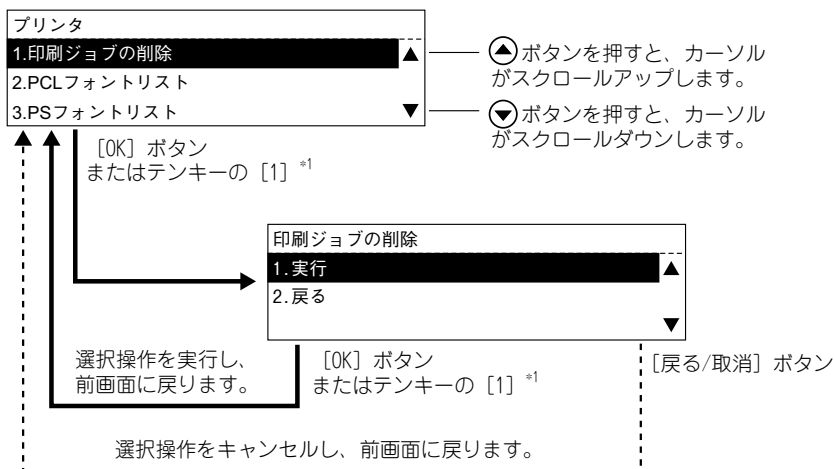 プリンタ
1.印刷ジョブの削除
2.PCLフォントリスト
3.PSフォントリスト
ボタンを押すと、カーソル
がスクロールアップします。
ボタンを押すと、カーソル
がスクロールダウンします。
［OK］ボタン
またはテンキーの［1］*1
印刷ジョブの削除
1.実行
2.戻る
選択操作を実行し、
前画面に戻ります。
［OK］ボタン
またはテンキーの［1］*1
［戻る/取消］ボタン
選択操作をキャンセルし、前画面に戻ります。